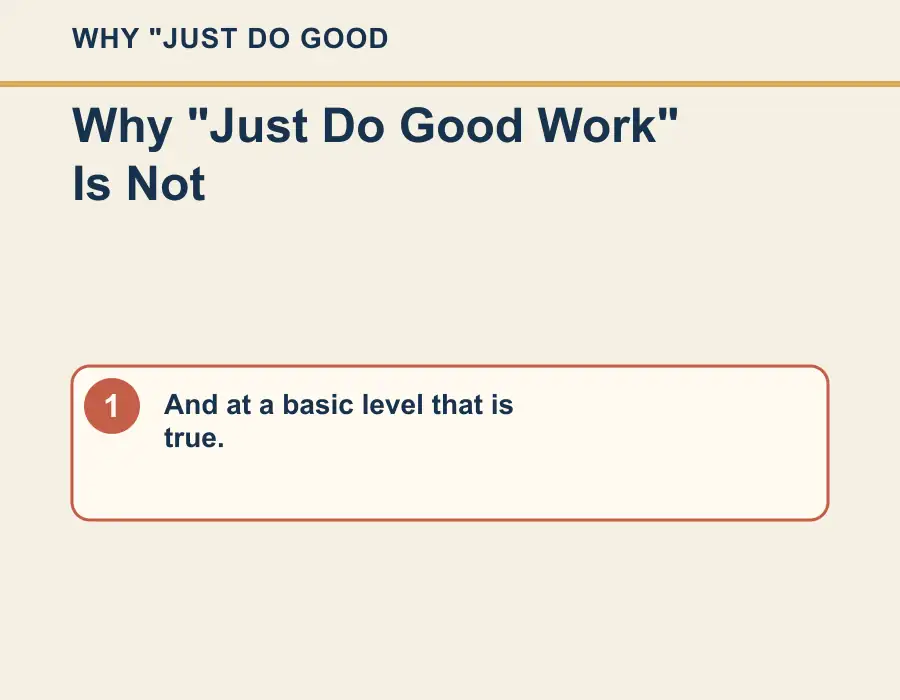 WHY "JUST DO GOOD
Why "Just Do Good Work"
Is Not
1
And at a basic level that is
true.